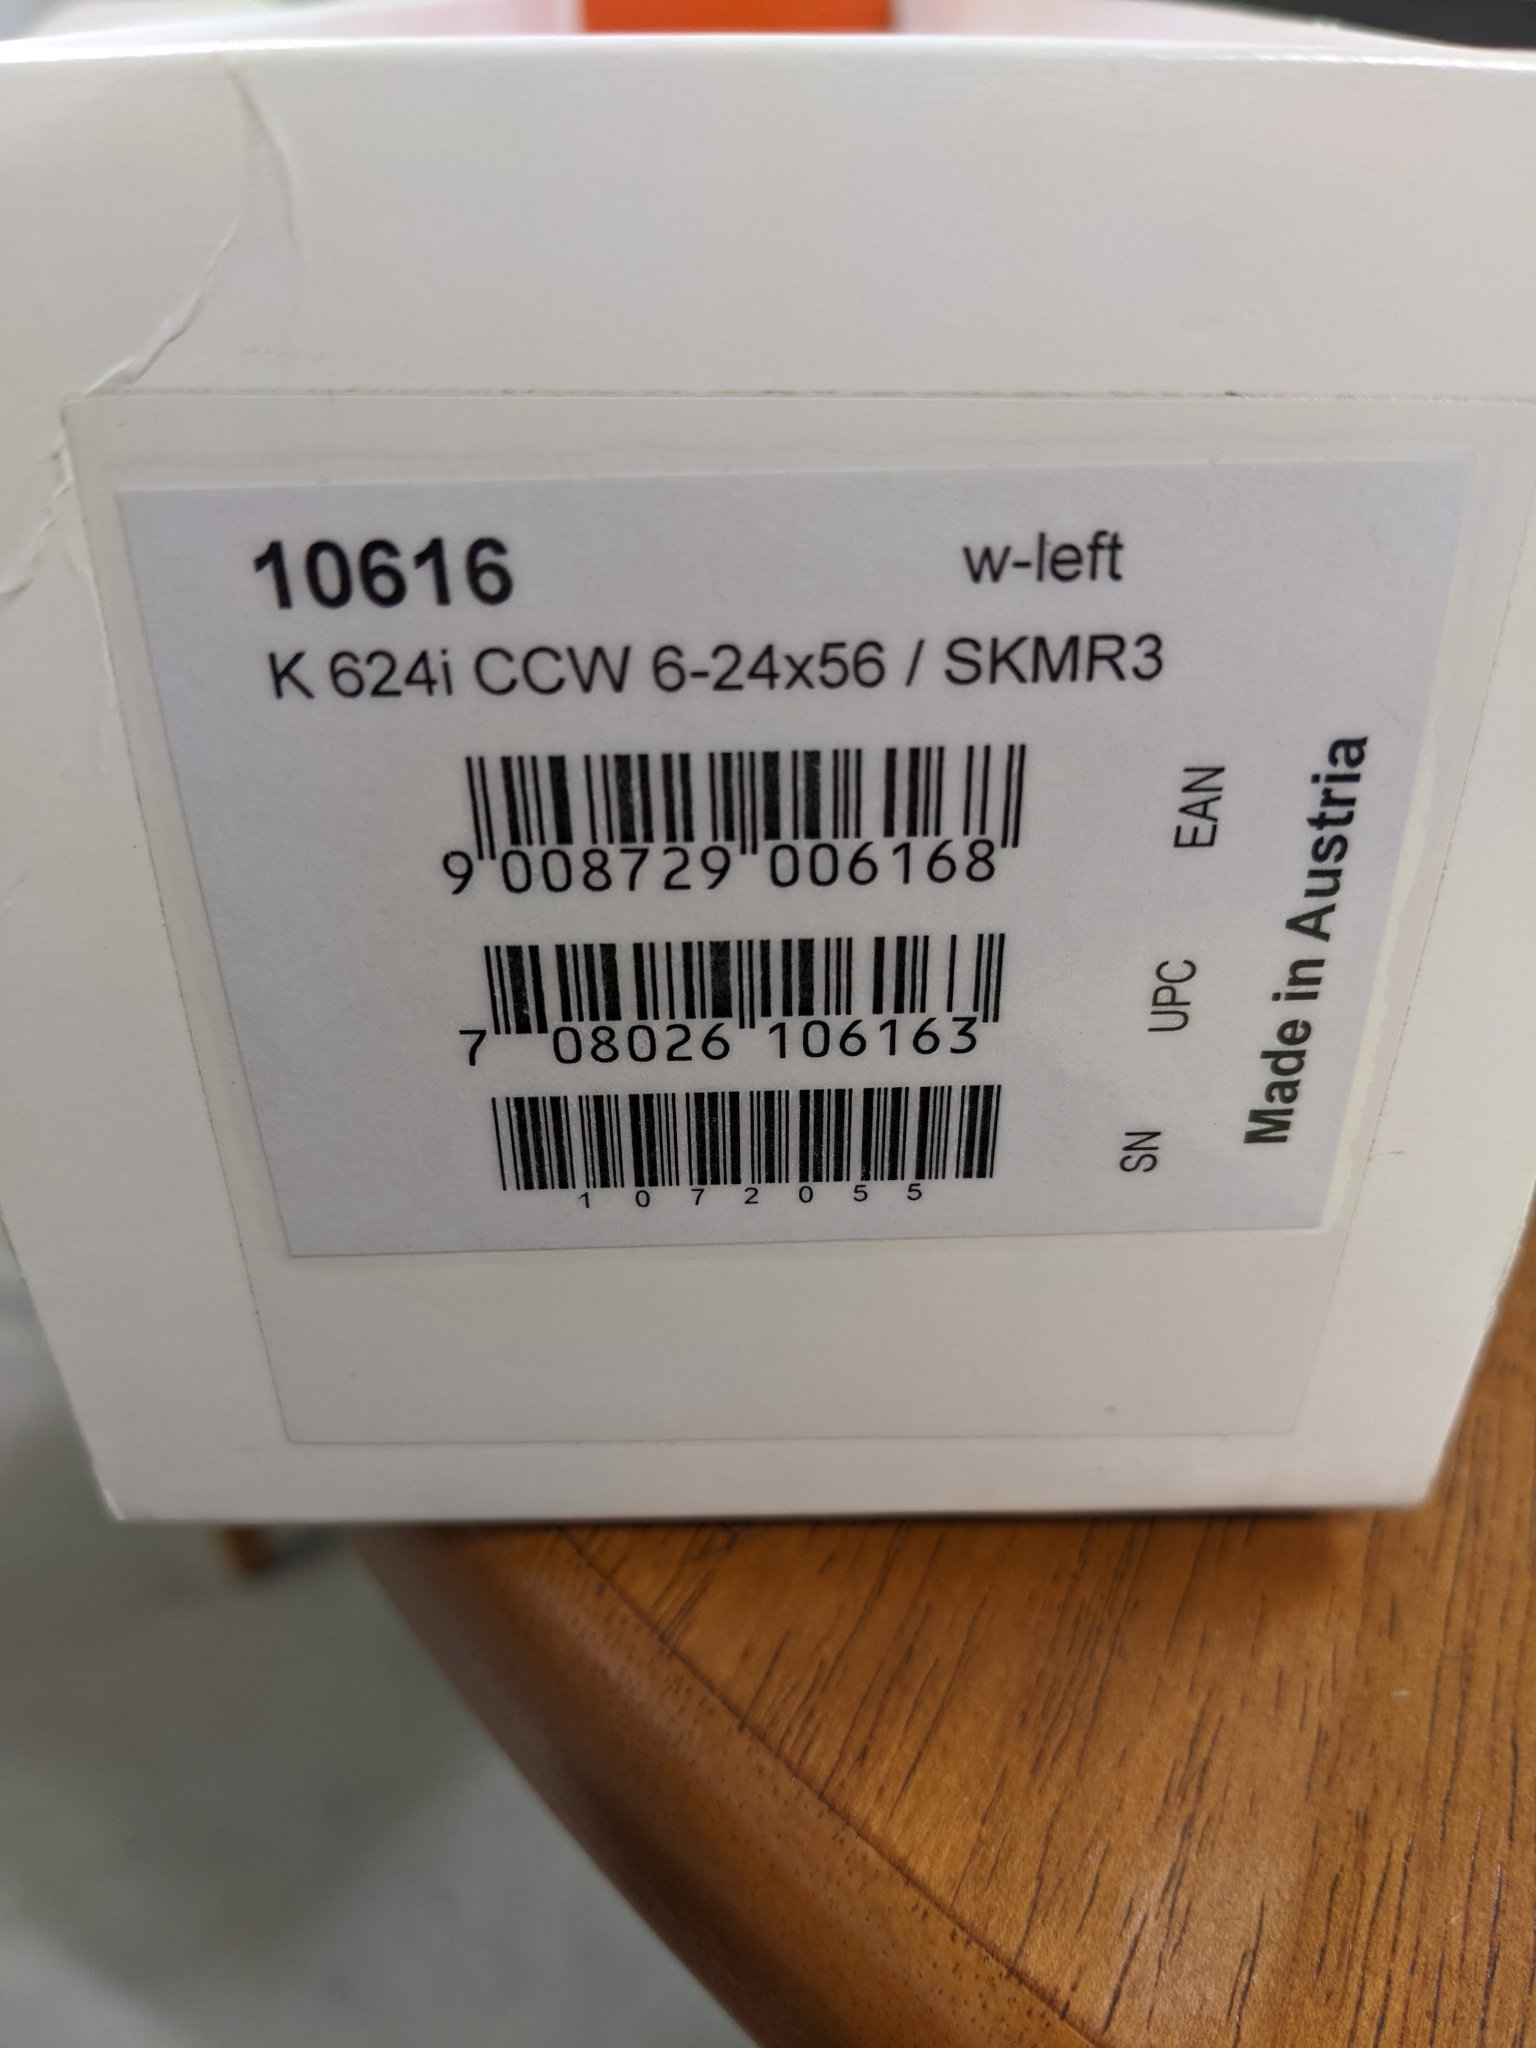 10616 w-left
K 624i CCW 6-24x56 / SKMR3
9 008729 006168 EAN
7 08026 106163 UPC
1072055 SN
Made in Austria